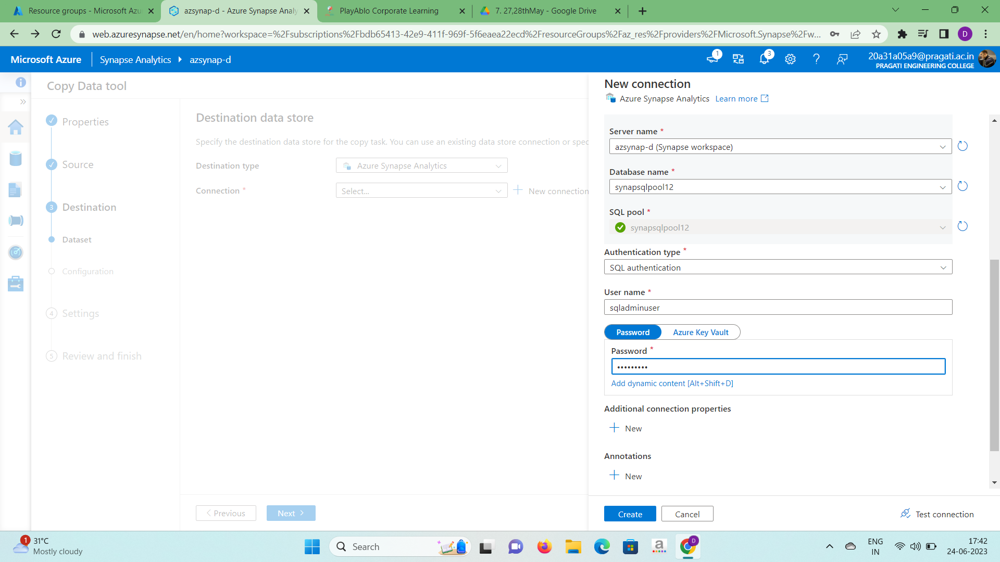 Resource groups - Microsoft Azu
azsynap-d - Azure Synapse Analy
PlayAblo Corporate Learning
7. 27,28thMay - Google Drive
web.azuresynapse.net/en/home?workspace=%2Fsubscriptions%2Fbdb65413-42e9-411f-969f-5f6eaea22ecd%2FresourceGroups%2Faz_res%2Fproviders%2FMicrosoft.Synapse%2Fw...
D
Microsoft Azure
Synapse Analytics
azsynap-d
1
3
20a31a05a9@pragati.ac.in
PRAGATI ENGINEERING COLLEGE
Copy Data tool
Properties
Source
3 Destination
Dataset
Configuration
4 Settings
5 Review and finish
Destination data store
Specify the destination data store for the copy task. You can use an existing data store connection or spec
Destination type
Azure Synapse Analytics
Connection *
Select...
New connection
Previous
Next
New connection
Azure Synapse Analytics Learn more
Server name *
azsynap-d (Synapse workspace)
Database name *
synapsqlpool12
SQL pool *
synapsqlpool12
Authentication type *
SQL authentication
User name *
sqladminuser
Password
Azure Key Vault
Password *
•••••••••
Add dynamic content [Alt+Shift+D]
Additional connection properties
New
Annotations
New
Create
Cancel
Test connection
1
31°C
Mostly cloudy
Search
a
D
ENG
IN
17:42
24-06-2023